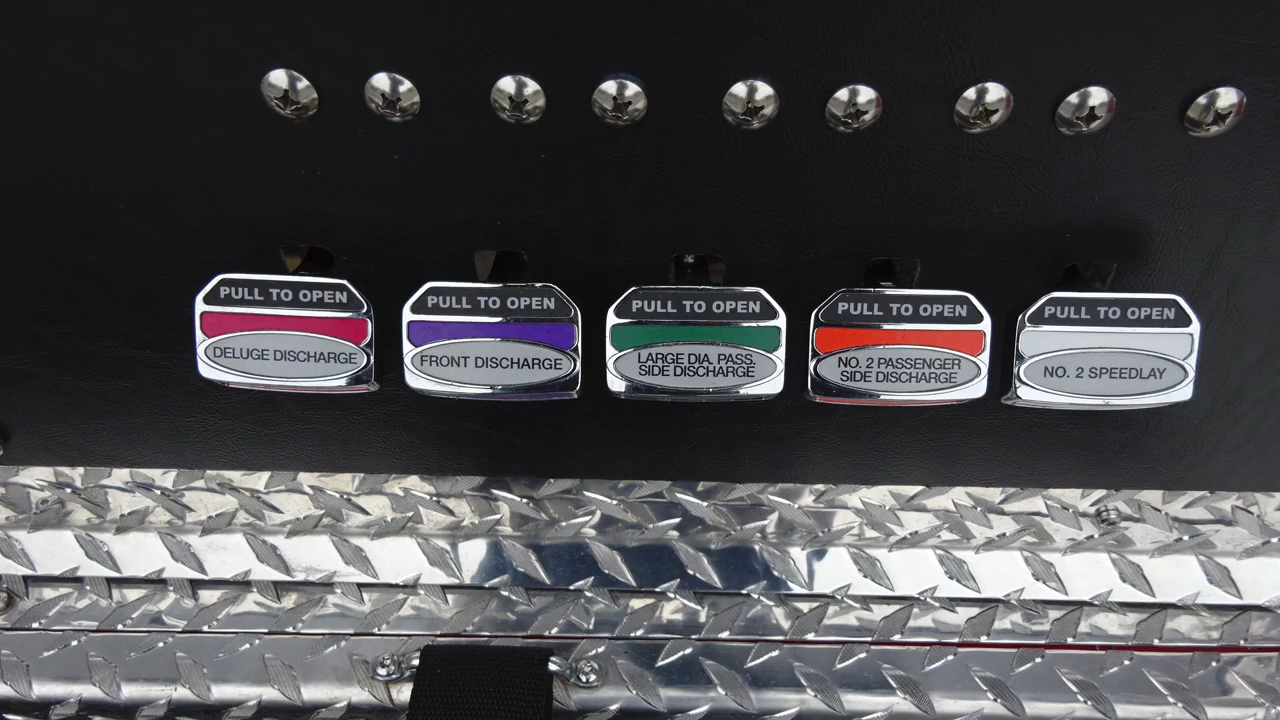 PULL TO OPEN
DELUGE DISCHARGE
PULL TO OPEN
FRONT DISCHARGE
PULL TO OPEN
LARGE DIA. PASS.
SIDE DISCHARGE
PULL TO OPEN
NO. 2 PASSENGER
SIDE DISCHARGE
PULL TO OPEN
NO. 2 SPEEDLAY